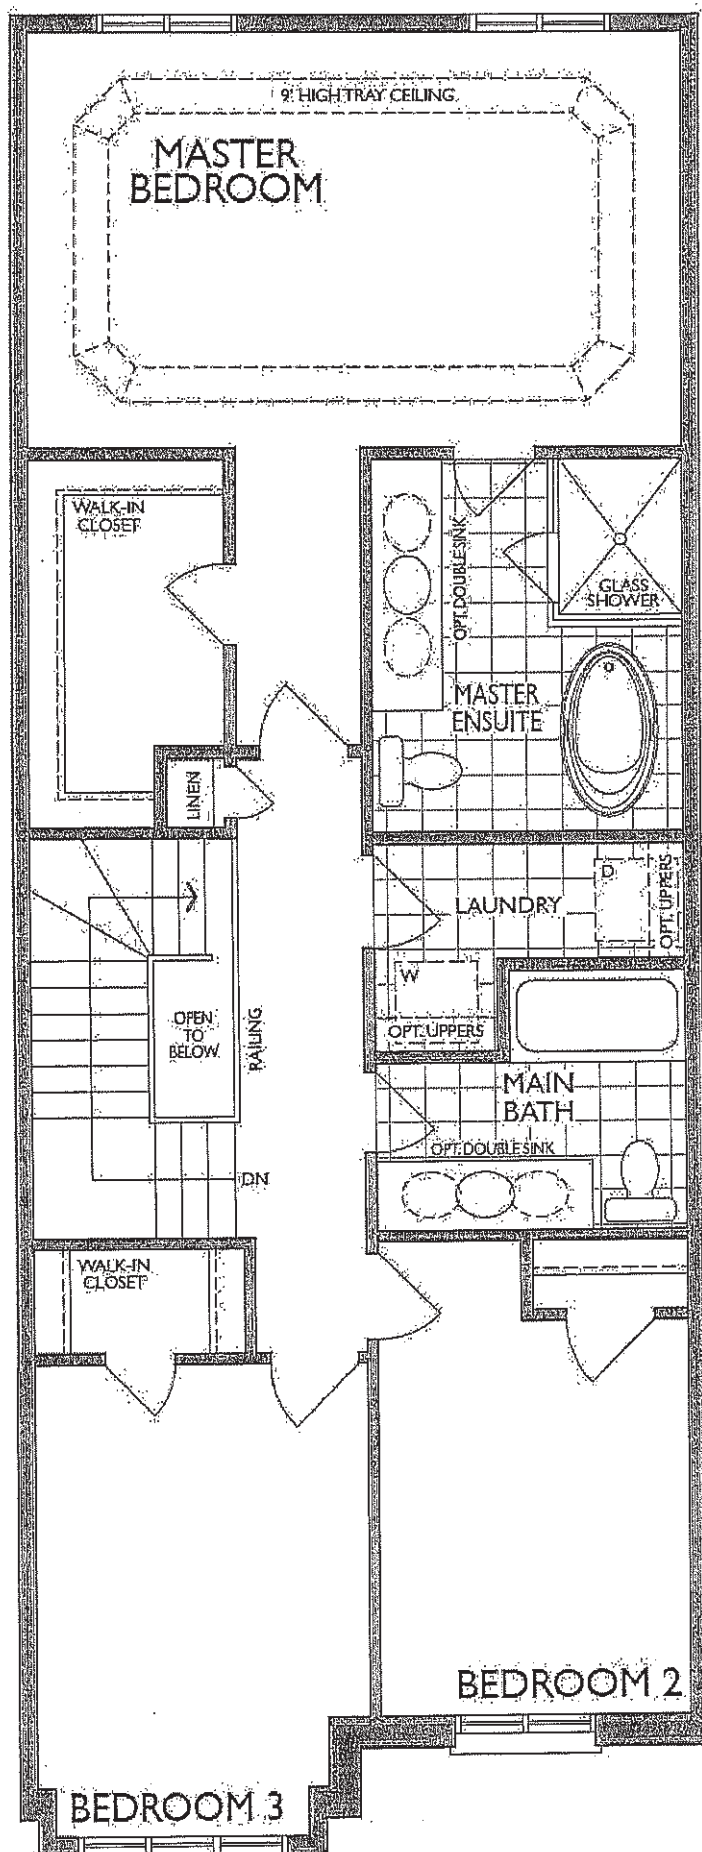 9' HIGH TRAY CEILING
MASTER
BEDROOM
WALK-IN
CLOSET
OPT. DOUBLE SINK
GLASS
SHOWER
MASTER
ENSUITE
LINEN
LAUNDRY
D
OPT. UPPERS
W
OPT. UPPERS
OPEN
TO
BELOW
RAILING
MAIN
BATH
OPT. DOUBLE SINK
DN
WALK-IN
CLOSET
BEDROOM 2
BEDROOM 3